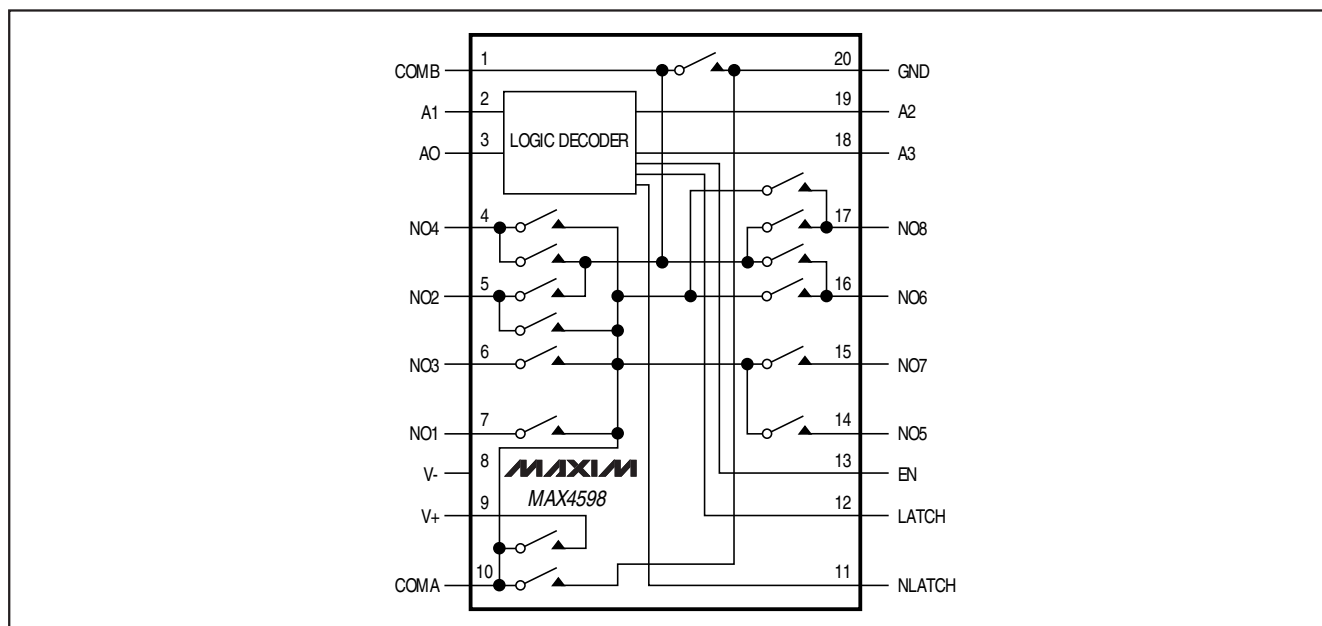 COMB 1 20 GND
A1 2 19 A2
AO 3 LOGIC DECODER 18 A3
NO4 4 17 NO8
NO2 5 16 NO6
NO3 6 15 NO7
NO1 7 14 NO5
V- 8 MAXIM 13 EN
MAX4598
V+ 9 12 LATCH
COMA 10 11 NLATCH